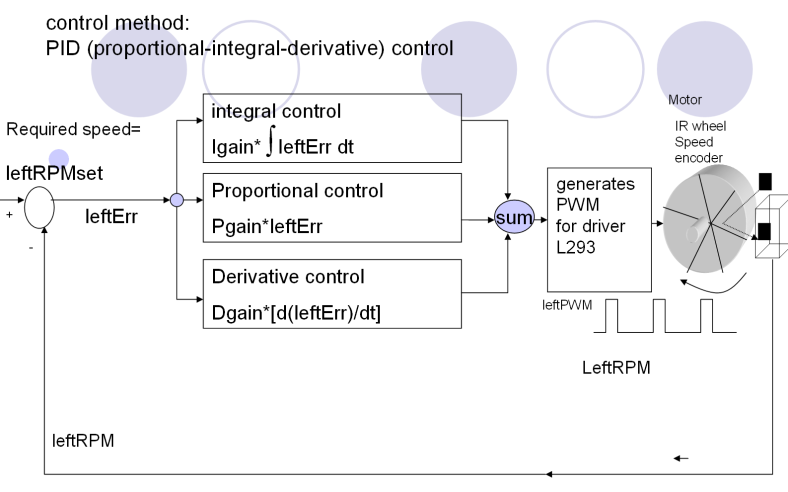 control method:
PID (proportional-integral-derivative) control
Required speed=
leftRPMset
+
-
leftErr
integral control
Igain* ∫ leftErr dt
Proportional control
Pgain*leftErr
Derivative control
Dgain*[d(leftErr)/dt]
sum
generates
PWM
for driver
L293
Motor
IR wheel
Speed
encoder
leftPWM
LeftRPM
leftRPM